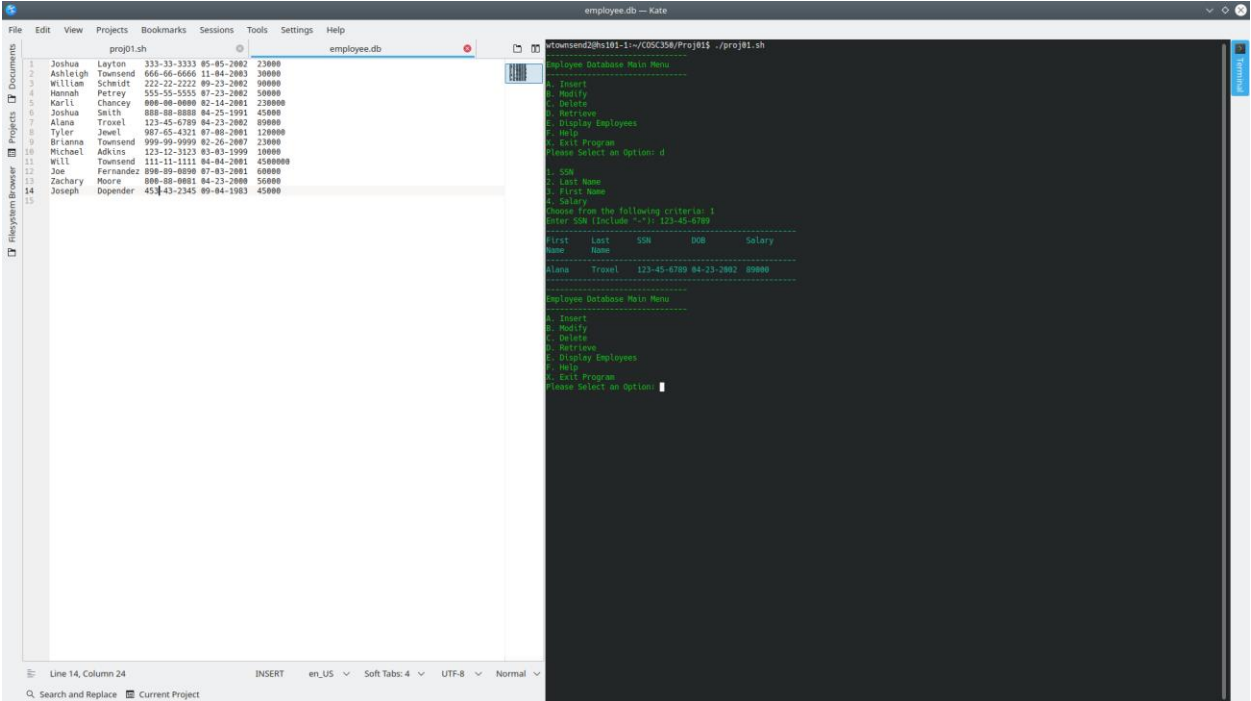 employee.db — Kate
File Edit View Projects Bookmarks Sessions Tools Settings Help
proj01.sh
employee.db
Documents
Projects
Filesystem Browser
1 Joshua Layton 333-33-3333 05-05-2002 23000
2 Ashleigh Townsend 666-66-6666 11-04-2003 30000
3 William Schmidt 222-22-2222 09-23-2002 90000
4 Hannah Petrey 555-55-5555 07-23-2002 50000
5 Karli Chancey 000-00-0000 02-14-2001 230000
6 Joshua Smith 888-88-8888 04-25-1991 45000
7 Alana Troxel 123-45-6789 04-23-2002 89000
8 Tyler Jewel 987-65-4321 07-08-2001 120000
9 Brianna Townsend 999-99-9999 02-26-2007 23000
10 Michael Adkins 123-12-3123 03-03-1999 10000
11 Will Townsend 111-11-1111 04-04-2001 4500000
12 Joe Fernandez 890-89-0890 07-03-2001 60000
13 Zachary Moore 800-88-0081 04-23-2000 56000
14 Joseph Dopender 453-43-2345 09-04-1983 45000
15
Line 14, Column 24 INSERT en_US Soft Tabs: 4 UTF-8 Normal
Search and Replace Current Project
wtownsend2@hs101-1:~/COSC350/Proj01$ ./proj01.sh
-------------------------------
Employee Database Main Menu
-------------------------------
A. Insert
B. Modify
C. Delete
D. Retrieve
E. Display Employees
F. Help
X. Exit Program
Please Select an Option: d
1. SSN
2. Last Name
3. First Name
4. Salary
Choose from the following criteria: 1
Enter SSN (Include "-"): 123-45-6789
-------------------------------------------------------
First Last SSN DOB Salary
Name Name
-------------------------------------------------------
Alana Troxel 123-45-6789 04-23-2002 89000
-------------------------------------------------------
-------------------------------
Employee Database Main Menu
-------------------------------
A. Insert
B. Modify
C. Delete
D. Retrieve
E. Display Employees
F. Help
X. Exit Program
Please Select an Option:
Terminal